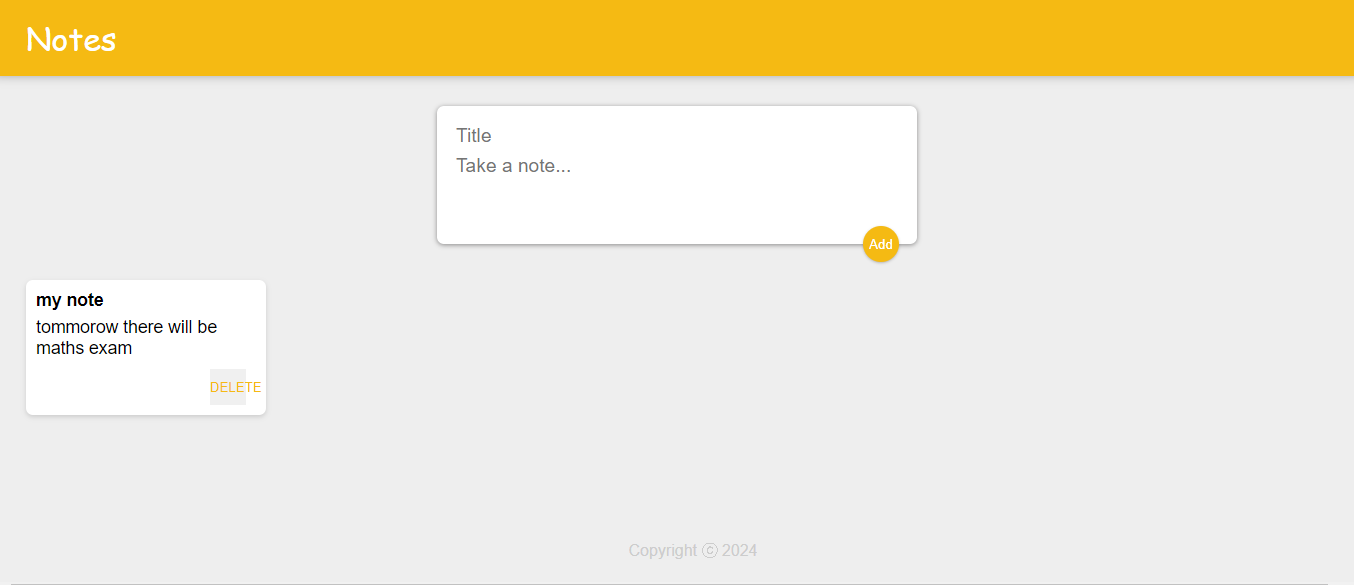 Notes
Title
Take a note...
Add
my note
tommorow there will be
maths exam
DELETE
Copyright ⓒ 2024